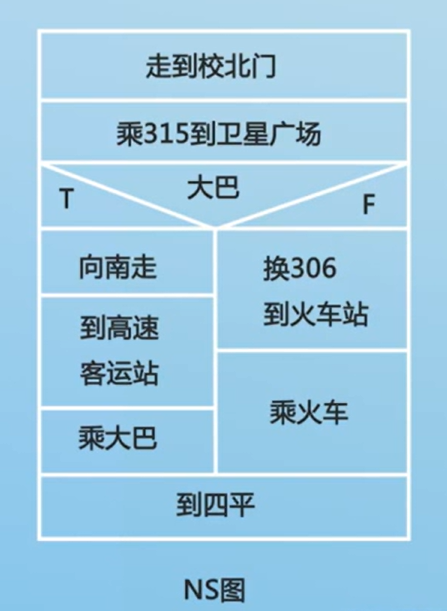 走到校北门
乘315到卫星广场
大巴
T
F
向南走
到高速
客运站
乘大巴
换306
到火车站
乘火车
到四平
NS图